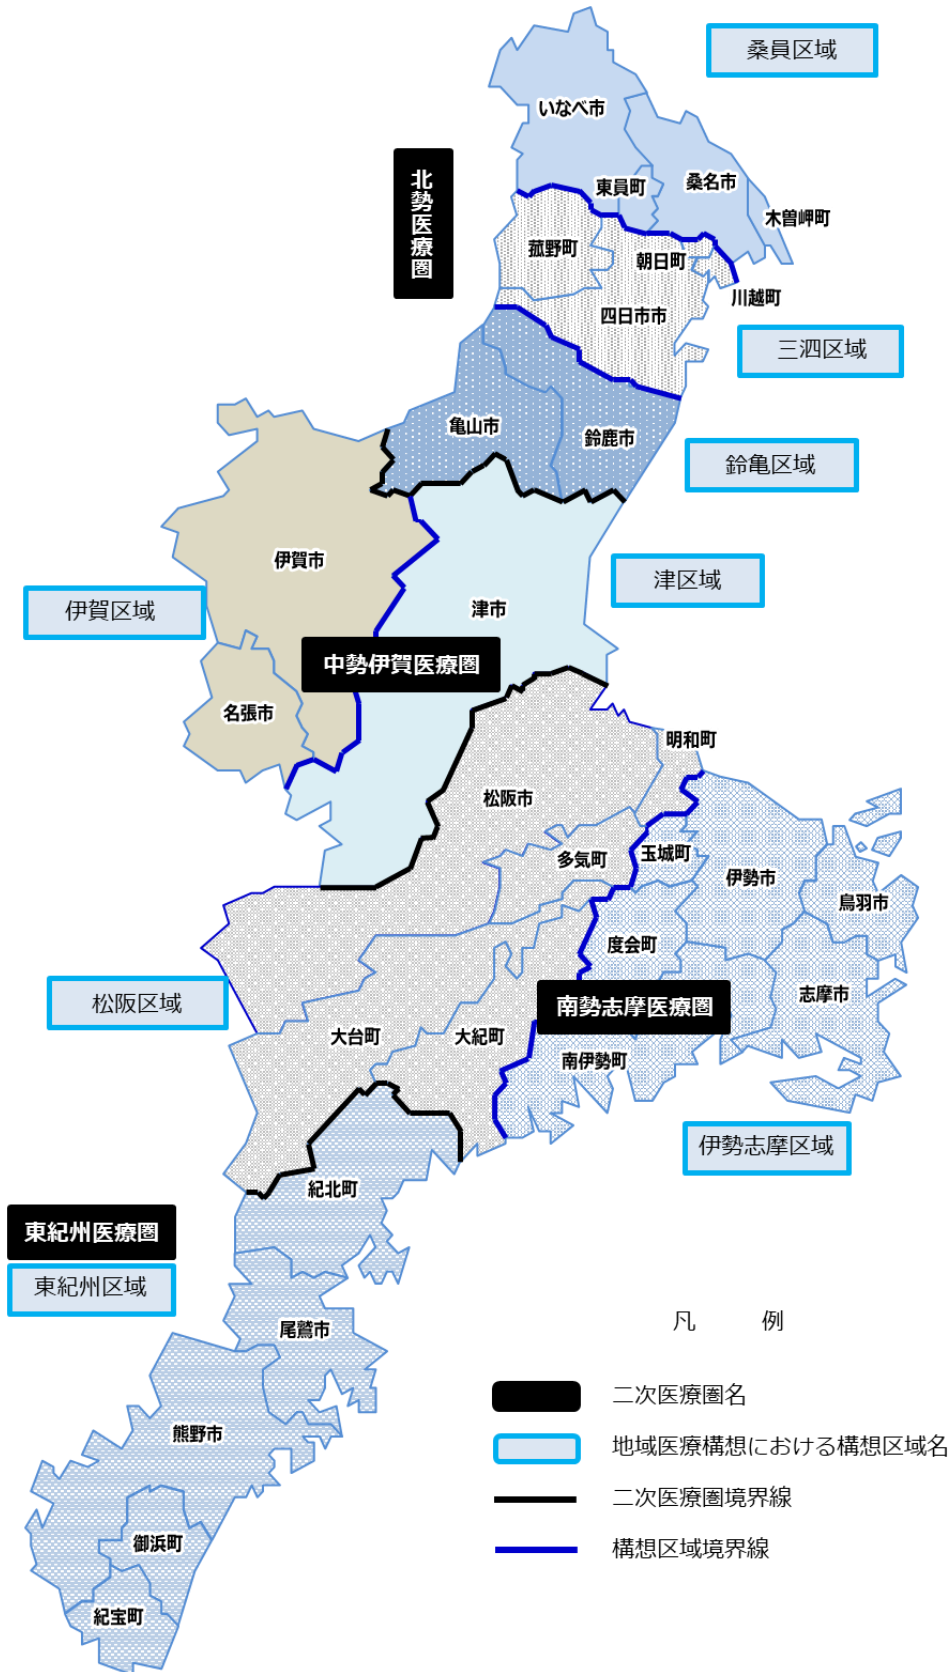 桑員区域
いなべ市
北勢医療圏
東員町
桑名市
木曽岬町
菰野町
朝日町
川越町
四日市市
三泗区域
亀山市
鈴鹿市
鈴亀区域
伊賀市
津区域
伊賀区域
津市
中勢伊賀医療圏
名張市
明和町
松阪市
多気町
玉城町
伊勢市
鳥羽市
度会町
松阪区域
南勢志摩医療圏
志摩市
大台町
大紀町
南伊勢町
伊勢志摩区域
紀北町
東紀州医療圏
東紀州区域
尾鷲市
熊野市
御浜町
紀宝町
凡 例
二次医療圏名
地域医療構想における構想区域名
二次医療圏境界線
構想区域境界線